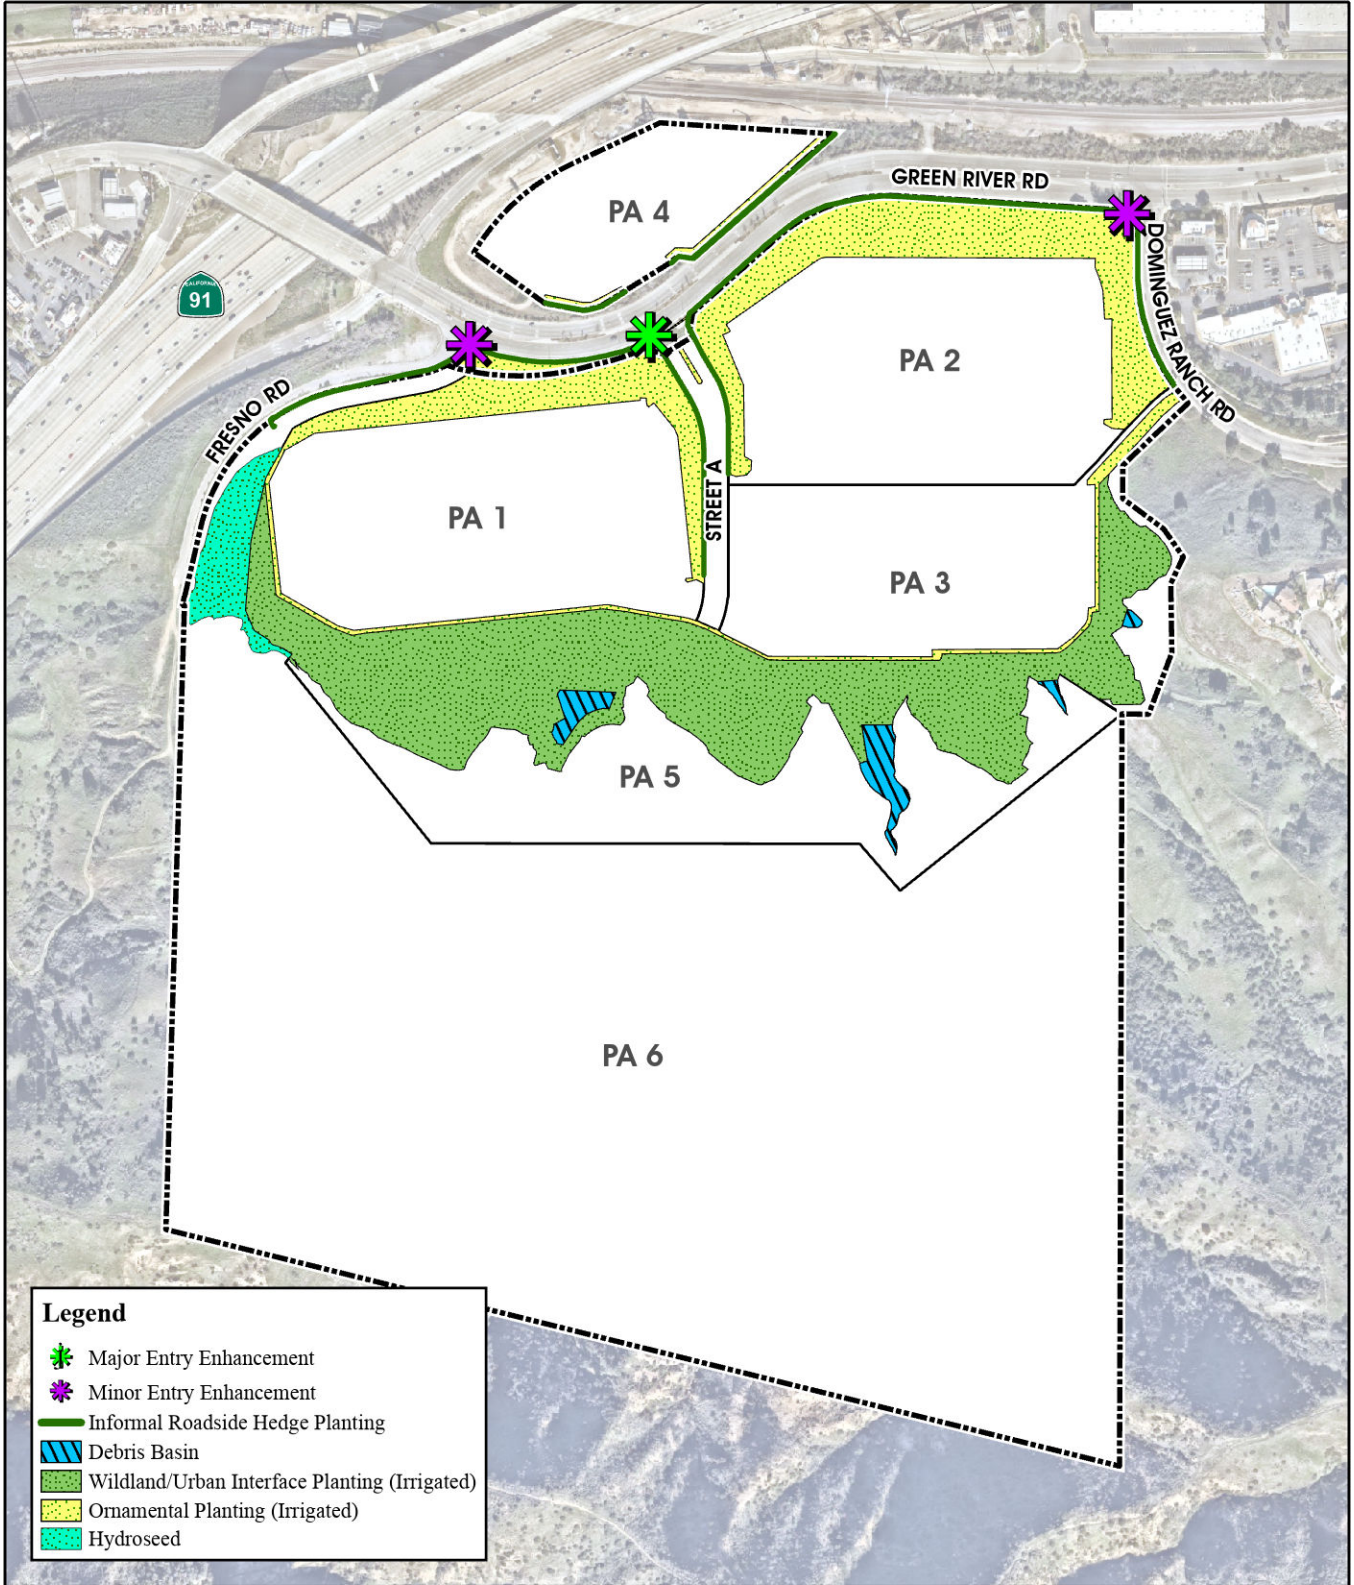 GREEN RIVER RD
PA 4
DOMINGUEZ RANCH RD
CALIFORNIA
91
PA 2
FRESNO RD
STREET A
PA 1
PA 3
PA 5
PA 6
Legend
Major Entry Enhancement
Minor Entry Enhancement
Informal Roadside Hedge Planting
Debris Basin
Wildland/Urban Interface Planting (Irrigated)
Ornamental Planting (Irrigated)
Hydroseed